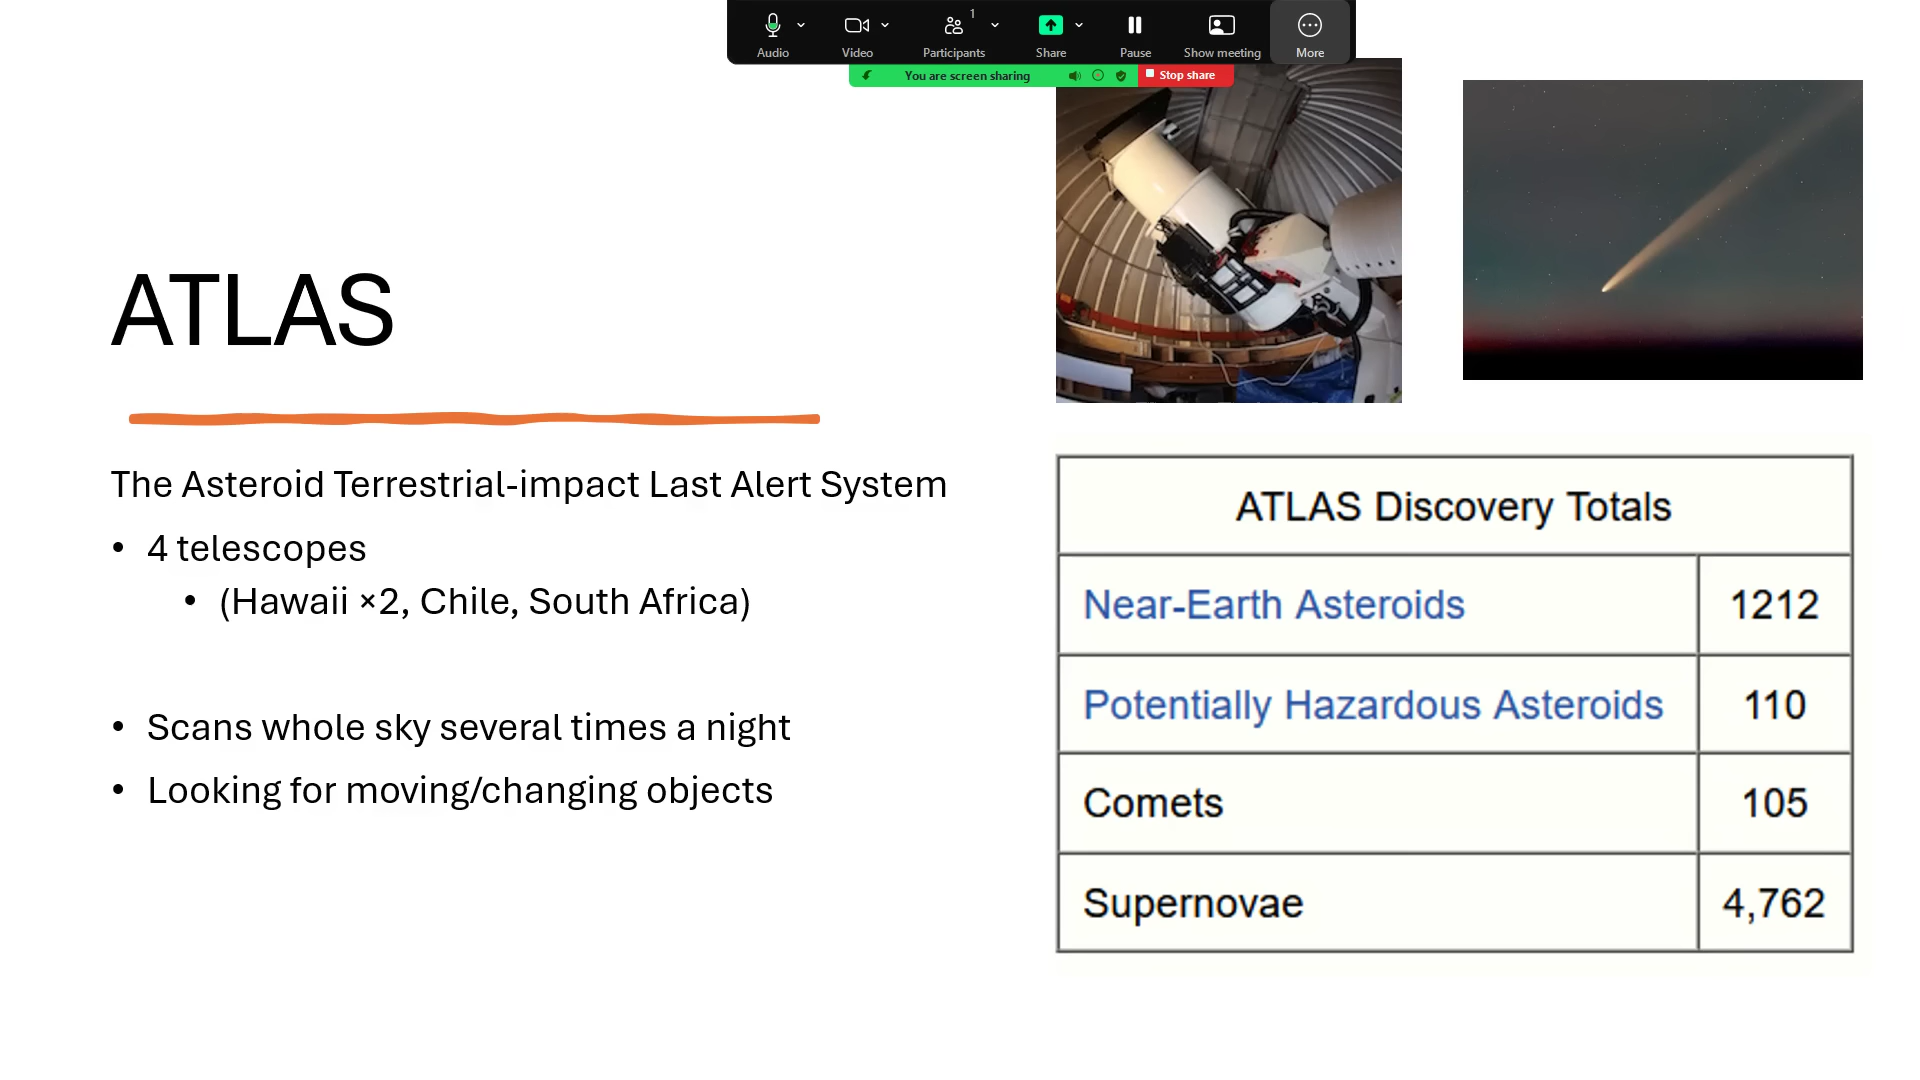 1
Audio
Video
Participants
Share
Pause
Show meeting
More
You are screen sharing
Stop share
ATLAS
The Asteroid Terrestrial-impact Last Alert System
• 4 telescopes
• (Hawaii ×2, Chile, South Africa)
• Scans whole sky several times a night
• Looking for moving/changing objects
ATLAS Discovery Totals
Near-Earth Asteroids 1212
Potentially Hazardous Asteroids 110
Comets 105
Supernovae 4,762